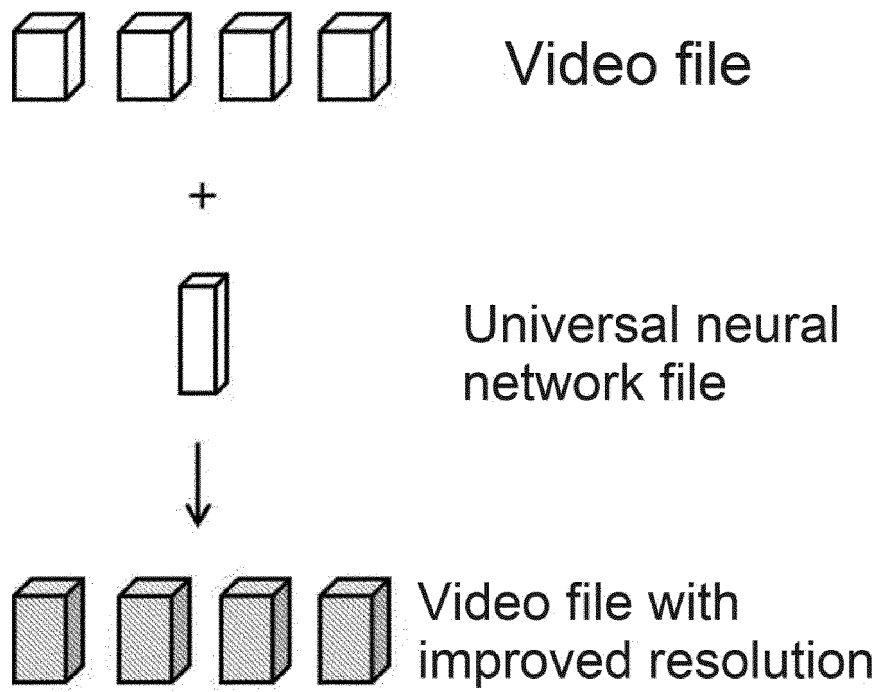 Video file
+
Universal neural
network file
Video file with
improved resolution